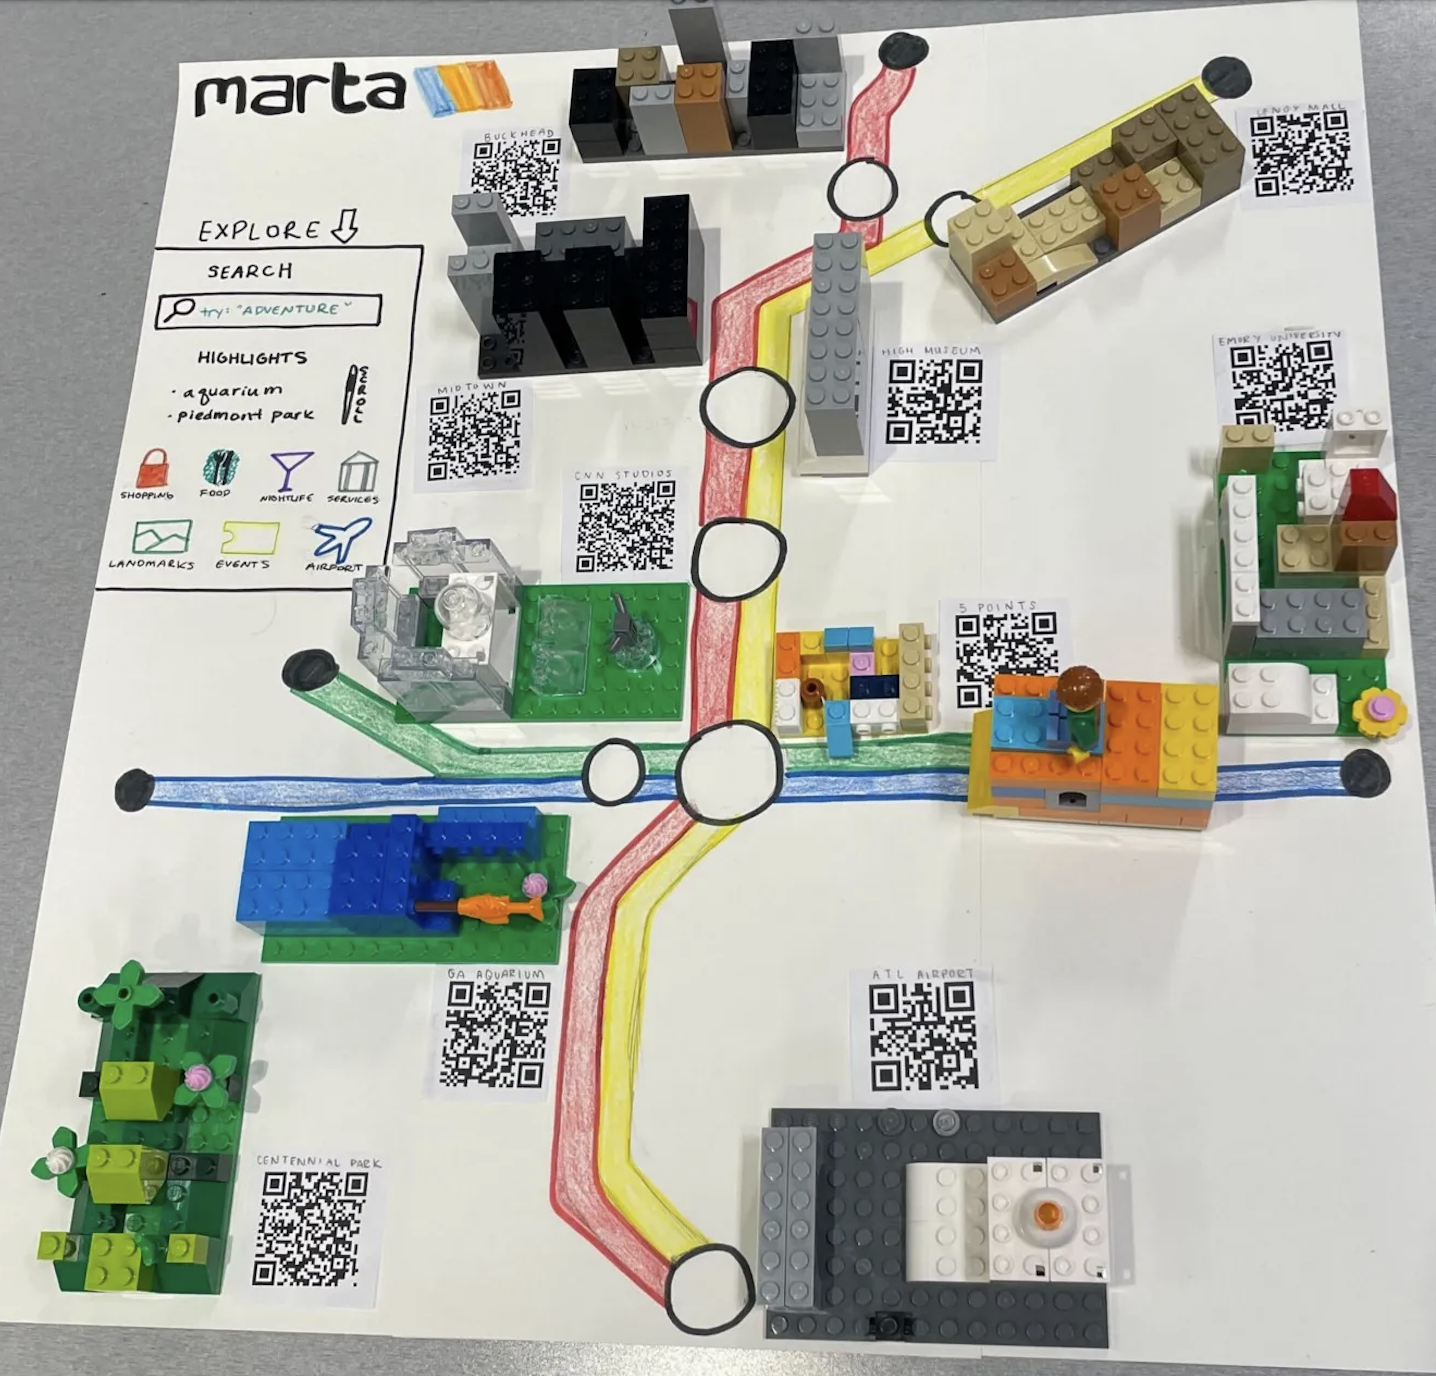 marta
BUCKHEAD
LENOX MALL
EXPLORE
SEARCH
try: "ADVENTURE"
HIGHLIGHTS
· aquarium
· piedmont park
SCROLL
SHOPPING
FOOD
NIGHTLIFE
SERVICES
LANDMARKS
EVENTS
AIRPORT
MIDTOWN
HIGH MUSEUM
EMORY UNIVERSITY
CNN STUDIOS
5 POINTS
GA AQUARIUM
ATL AIRPORT
CENTENNIAL PARK